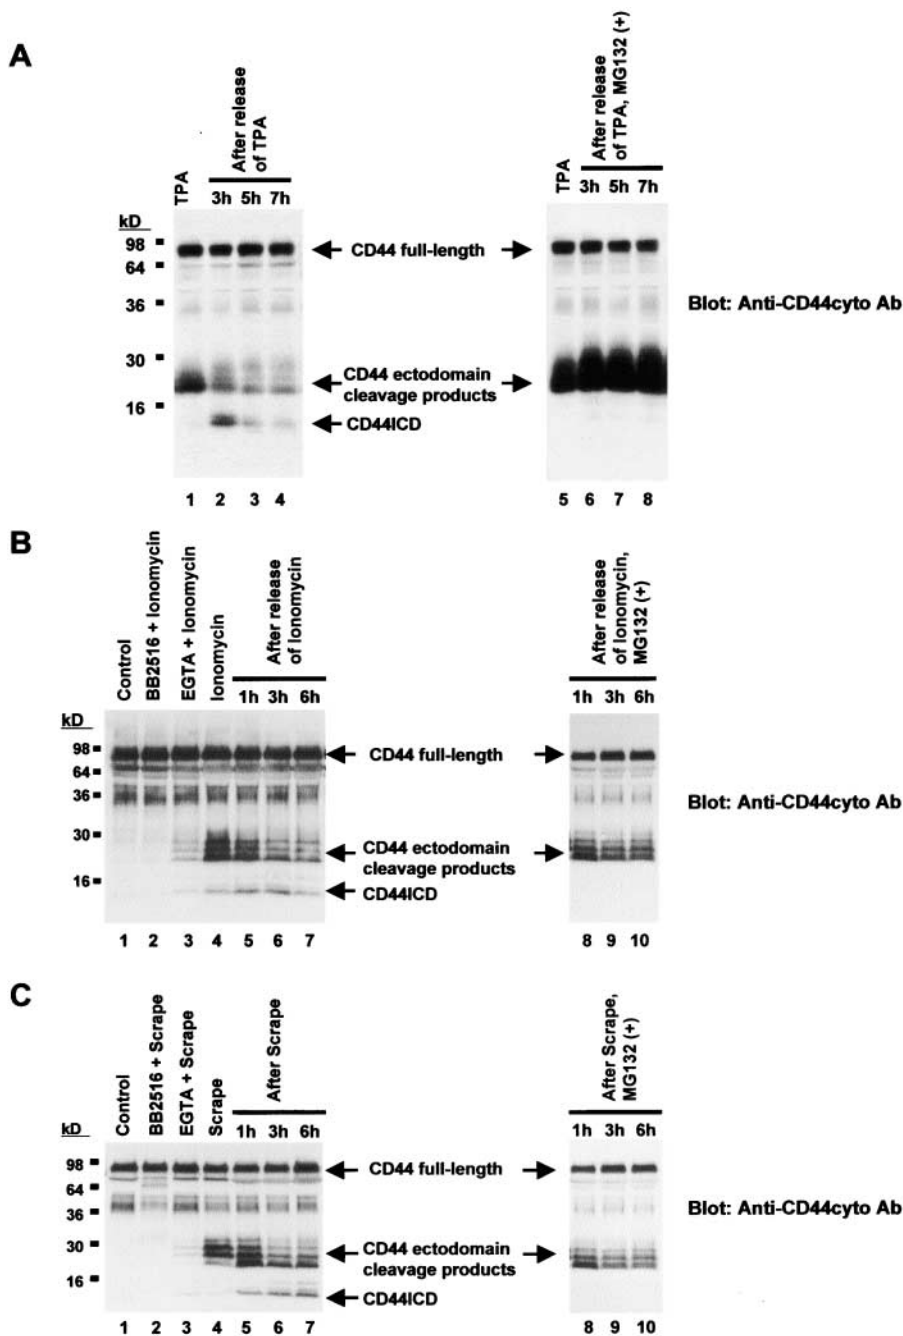 A
TPA
After release
of TPA
3h 5h 7h
TPA
After release
of TPA, MG132 (+)
3h 5h 7h
kD
98
64
36
30
16
CD44 full-length
CD44 ectodomain
cleavage products
CD44ICD
Blot: Anti-CD44cyto Ab
1 2 3 4
5 6 7 8
B
Control
BB2516 + Ionomycin
EGTA + Ionomycin
Ionomycin
After release
of Ionomycin
1h 3h 6h
After release
of Ionomycin,
MG132 (+)
1h 3h 6h
kD
98
64
36
30
16
CD44 full-length
CD44 ectodomain
cleavage products
CD44ICD
Blot: Anti-CD44cyto Ab
1 2 3 4 5 6 7
8 9 10
C
Control
BB2516 + Scrape
EGTA + Scrape
Scrape
After Scrape
1h 3h 6h
After Scrape,
MG132 (+)
1h 3h 6h
kD
98
64
36
30
16
CD44 full-length
CD44 ectodomain
cleavage products
CD44ICD
Blot: Anti-CD44cyto Ab
1 2 3 4 5 6 7
8 9 10